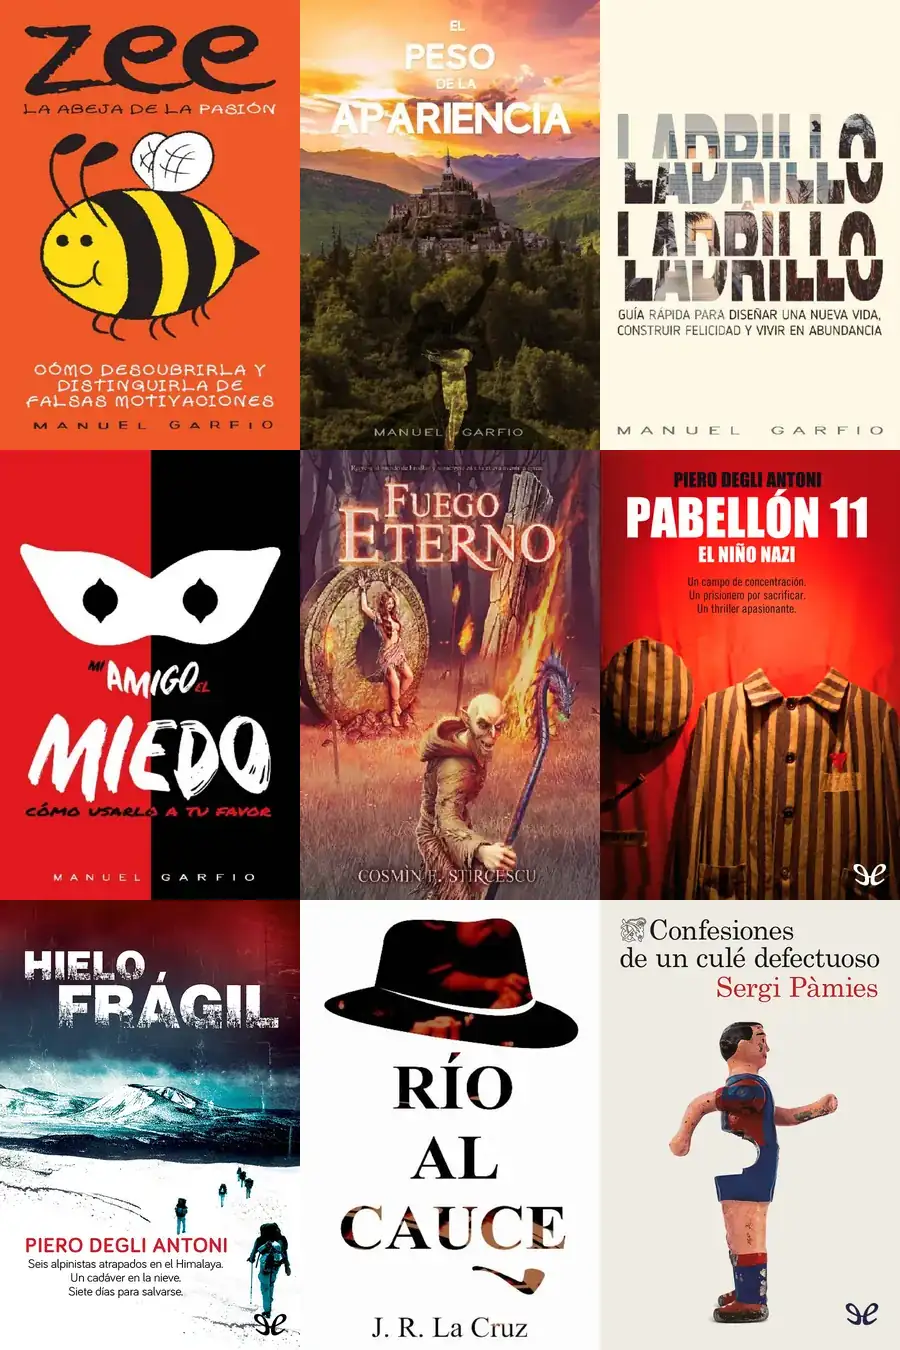 zee
LA ABEJA DE LA PASIÓN
CÓMO DESCUBRIRLA Y
DISTINGUIRLA DE
FALSAS MOTIVACIONES
MANUEL GARFIO
EL
PESO
DE LA
APARIENCIA
MANUEL GARFIO
LADRILLO
A
LADRILLO
GUÍA RÁPIDA PARA DISEÑAR UNA NUEVA VIDA,
CONSTRUIR FELICIDAD Y VIVIR EN ABUNDANCIA
MANUEL GARFIO
MI
AMIGO EL
MIEDO
CÓMO USARLO A TU FAVOR
MANUEL GARFIO
FUEGO
ETERNO
COSMIN F. STIRCESCU
PIERO DEGLI ANTONI
PABELLÓN 11
EL NIÑO NAZI
Un campo de concentración.
Un prisionero por sacrificar.
Un thriller apasionante.
HIELO
FRÁGIL
PIERO DEGLI ANTONI
Seis alpinistas atrapados en el Himalaya.
Un cadáver en la nieve.
Siete días para salvarse.
RÍO
AL
CAUCE
J. R. La Cruz
Confesiones
de un culé defectuoso
Sergi Pàmies